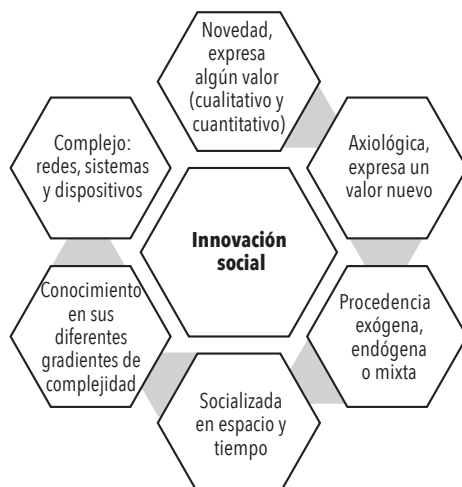 Novedad,
expresa
algún valor
(cualitativo y
cuantitativo)
Axiológica,
expresa un
valor nuevo
Procedencia
exógena,
endógena
o mixta
Socializada
en espacio y
tiempo
Conocimiento
en sus
diferentes
gradientes de
complejidad
Complejo:
redes, sistemas
y dispositivos
Innovación
social